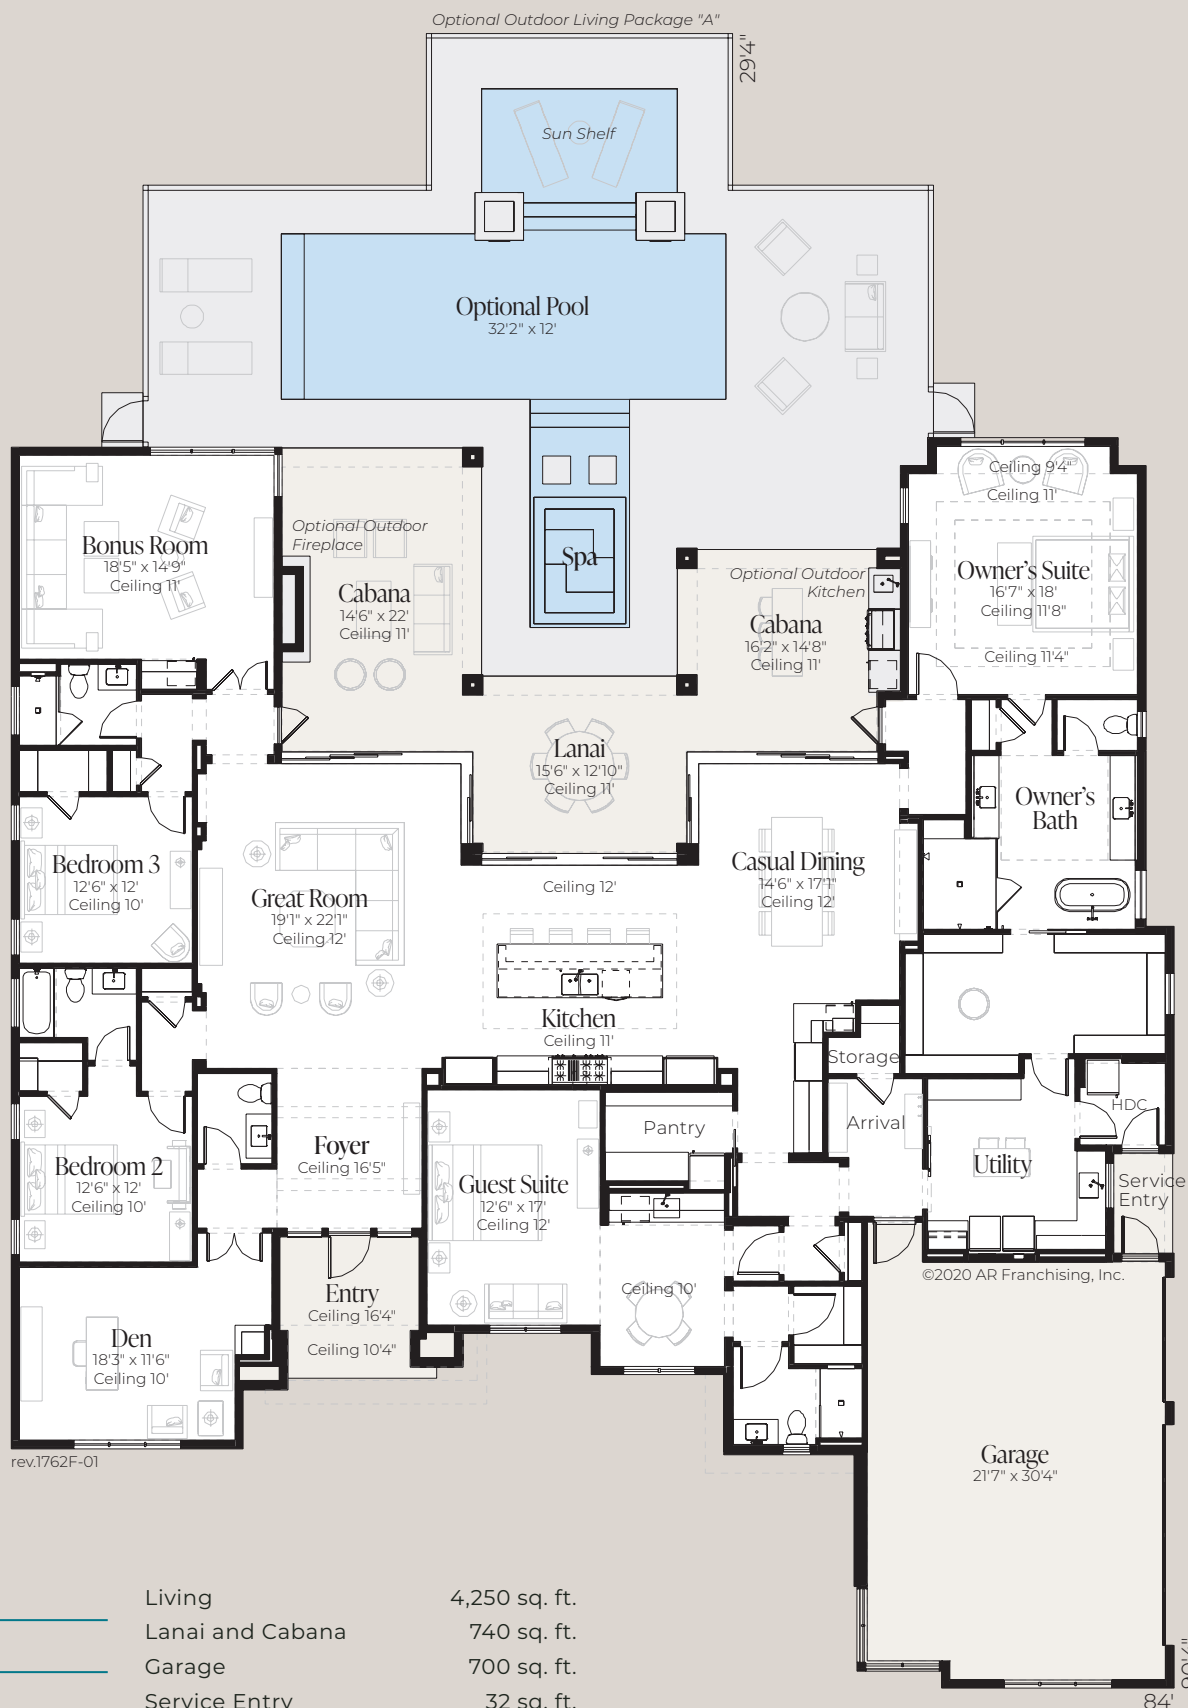 Optional Outdoor Living Package "A"
29'4"
Sun Shelf
Optional Pool
32'2" x 12'
Spa
Optional Outdoor
Fireplace
Cabana
14'6" x 22'
Ceiling 11'
Optional Outdoor
Kitchen
Cabana
16'2" x 14'8"
Ceiling 11'
Bonus Room
18'5" x 14'9"
Ceiling 11'
Ceiling 9'4"
Ceiling 11'
Owner's Suite
16'7" x 18'
Ceiling 11'8"
Ceiling 11'4"
Lanai
15'6" x 12'10"
Ceiling 11'
Owner's
Bath
Bedroom 3
12'6" x 12'
Ceiling 10'
Great Room
19'1" x 22'1"
Ceiling 12'
Ceiling 12'
Casual Dining
14'6" x 17'1"
Ceiling 12'
Kitchen
Ceiling 11'
Storage
Arrival
HDC
Pantry
Utility
Service
Entry
Foyer
Ceiling 16'5"
Bedroom 2
12'6" x 12'
Ceiling 10'
Guest Suite
12'6" x 17'
Ceiling 12'
Ceiling 10'
Entry
Ceiling 16'4"
Ceiling 10'4"
Den
18'3" x 11'6"
Ceiling 10'
©2020 AR Franchising, Inc.
rev.1762F-01
Garage
21'7" x 30'4"
Living 4,250 sq. ft.
Lanai and Cabana 740 sq. ft.
Garage 700 sq. ft.
Service Entry 32 sq. ft.
84'